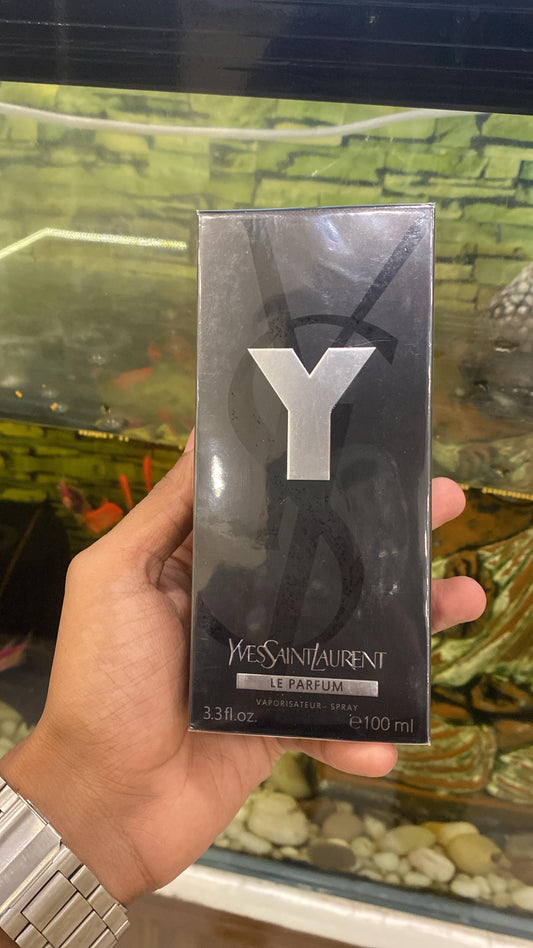 Y
YVESSAINTLAURENT
LE PARFUM
VAPORISATEUR - SPRAY
3.3 fl.oz. ℮100 ml